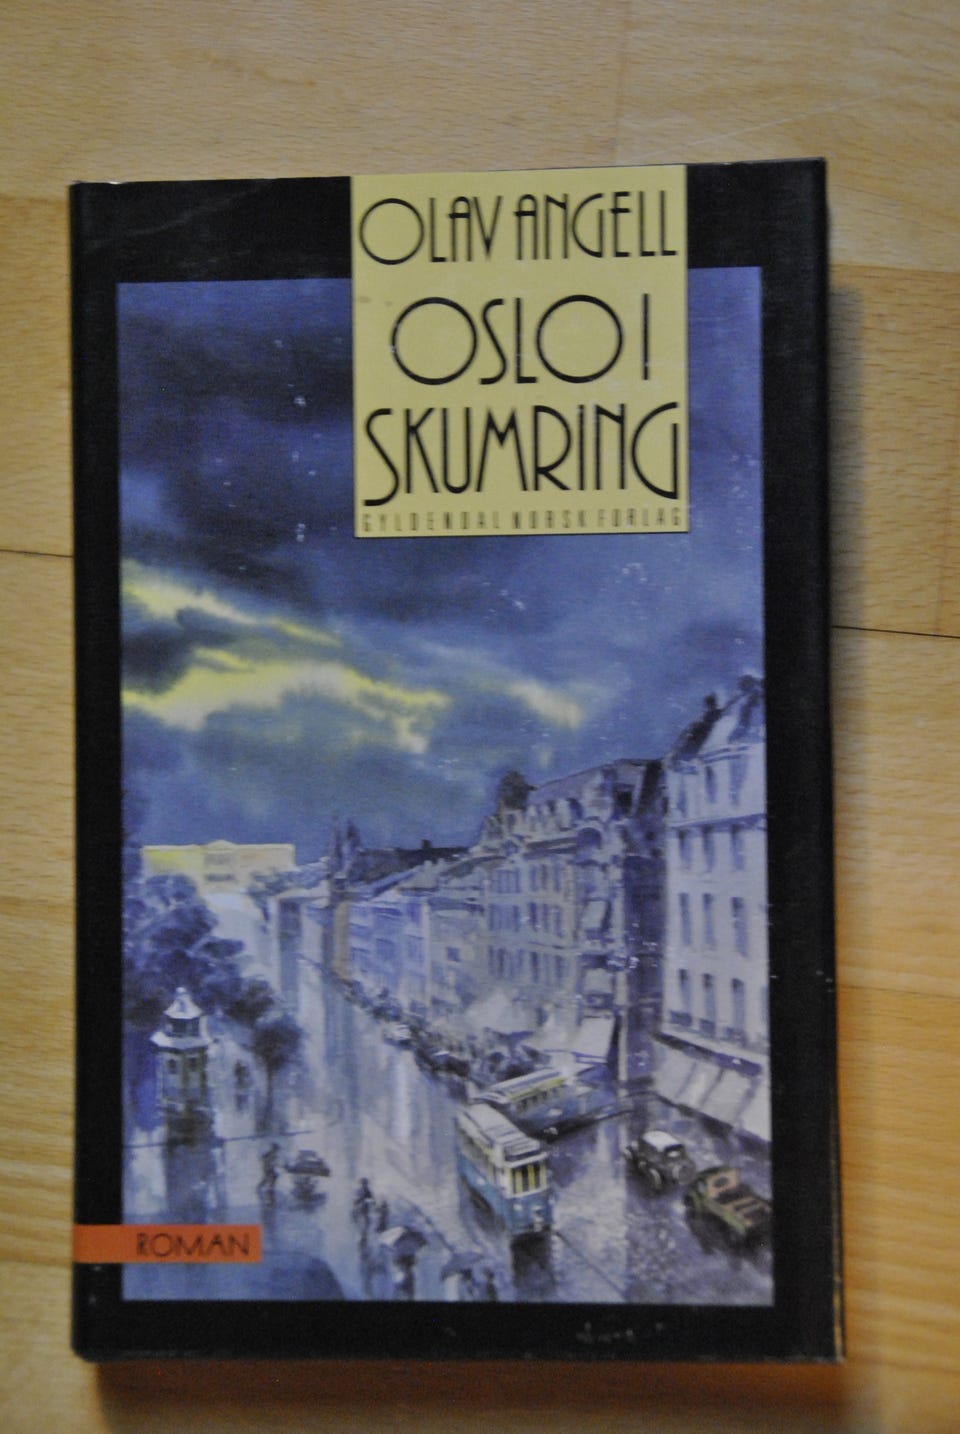 OLAV ANGELL
OSLO I
SKUMRING
GYLDENDAL NORSK FORLAG
ROMAN